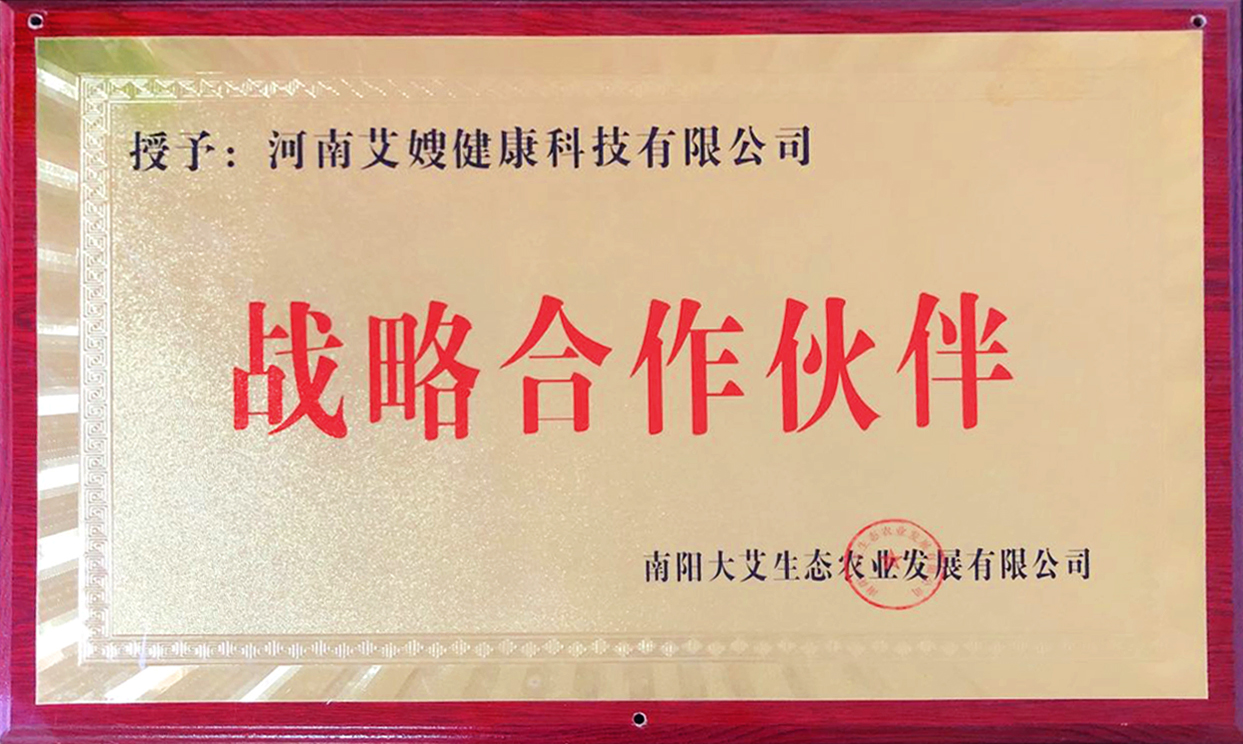 授予：河南艾嫂健康科技有限公司
战略合作伙伴
南阳大艾生态农业发展有限公司